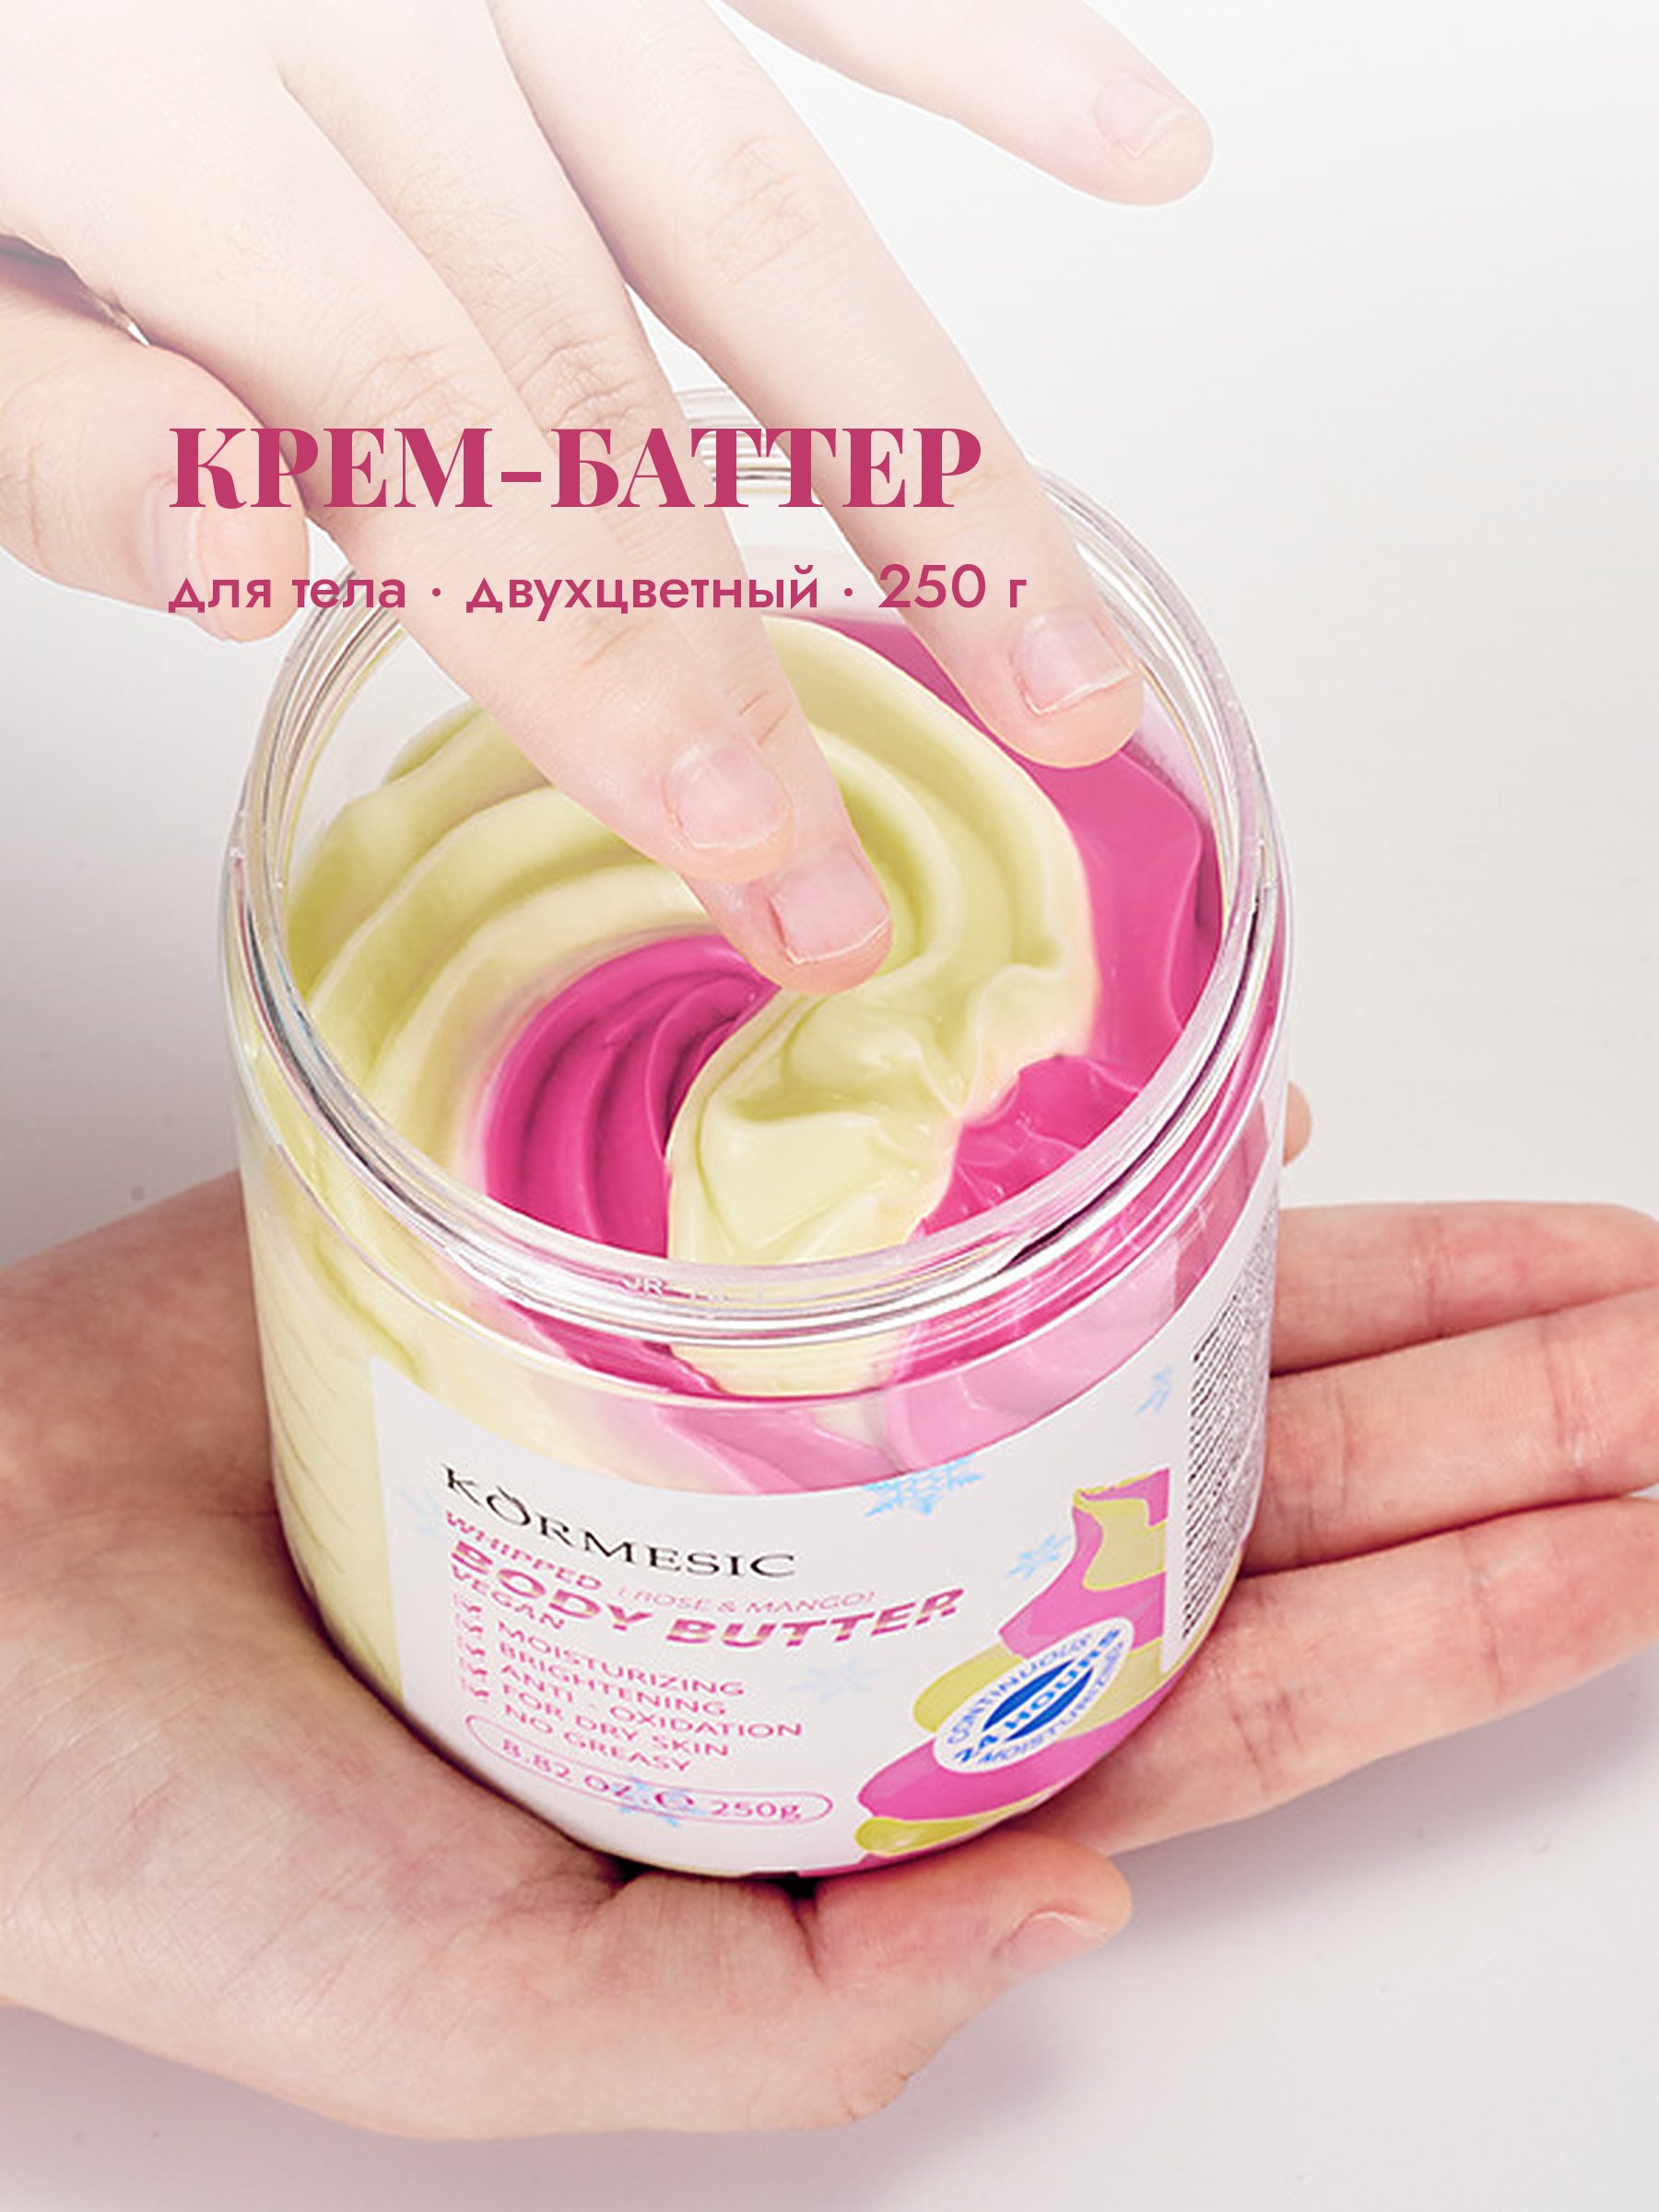 КРЕМ-БАТТЕР
для тела · двухцветный · 250 г
KÖRMESIC
WHIPPED (ROSE & MANGO)
BODY BUTTER
VEGAN
MOISTURIZING
BRIGHTENING
ANTI - OXIDATION
FOR DRY SKIN
NO GREASY
8.82 OZ. e 250g
CONTINUOUS
24 HOURS
MOISTURIZING